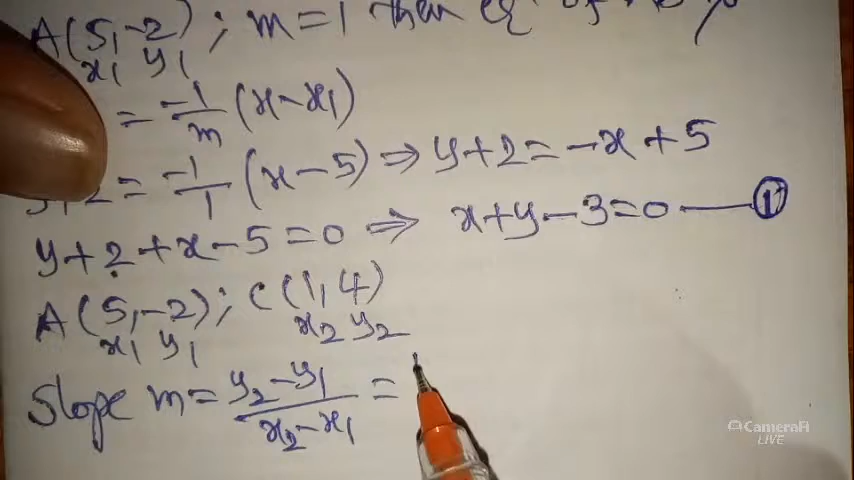 A(5,-2) ; m=1 then
x1 y1
= -1/m (x-x1)
= -1/1 (x-5) ⇒ y+2=-x+5
y+2+x-5=0 ⇒ x+y-3=0 — 1
A(5,-2); C(1,4)
x1 y1 x2 y2
Slope m = y2-y1/x2-x1 =
CameraFi
LIVE